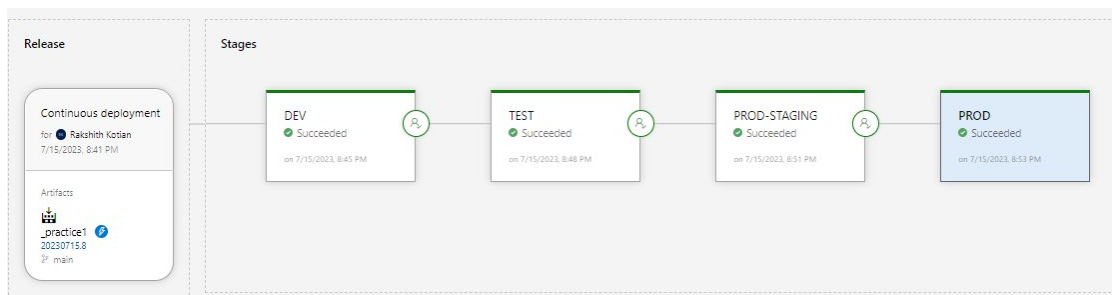 Release
Stages
Continuous deployment
for Rakshith Kotian
7/15/2023, 8:41 PM
Artifacts
_practice1
20230715.8
main
DEV
Succeeded
on 7/15/2023, 8:45 PM
TEST
Succeeded
on 7/15/2023, 8:48 PM
PROD-STAGING
Succeeded
on 7/15/2023, 8:51 PM
PROD
Succeeded
on 7/15/2023, 8:53 PM